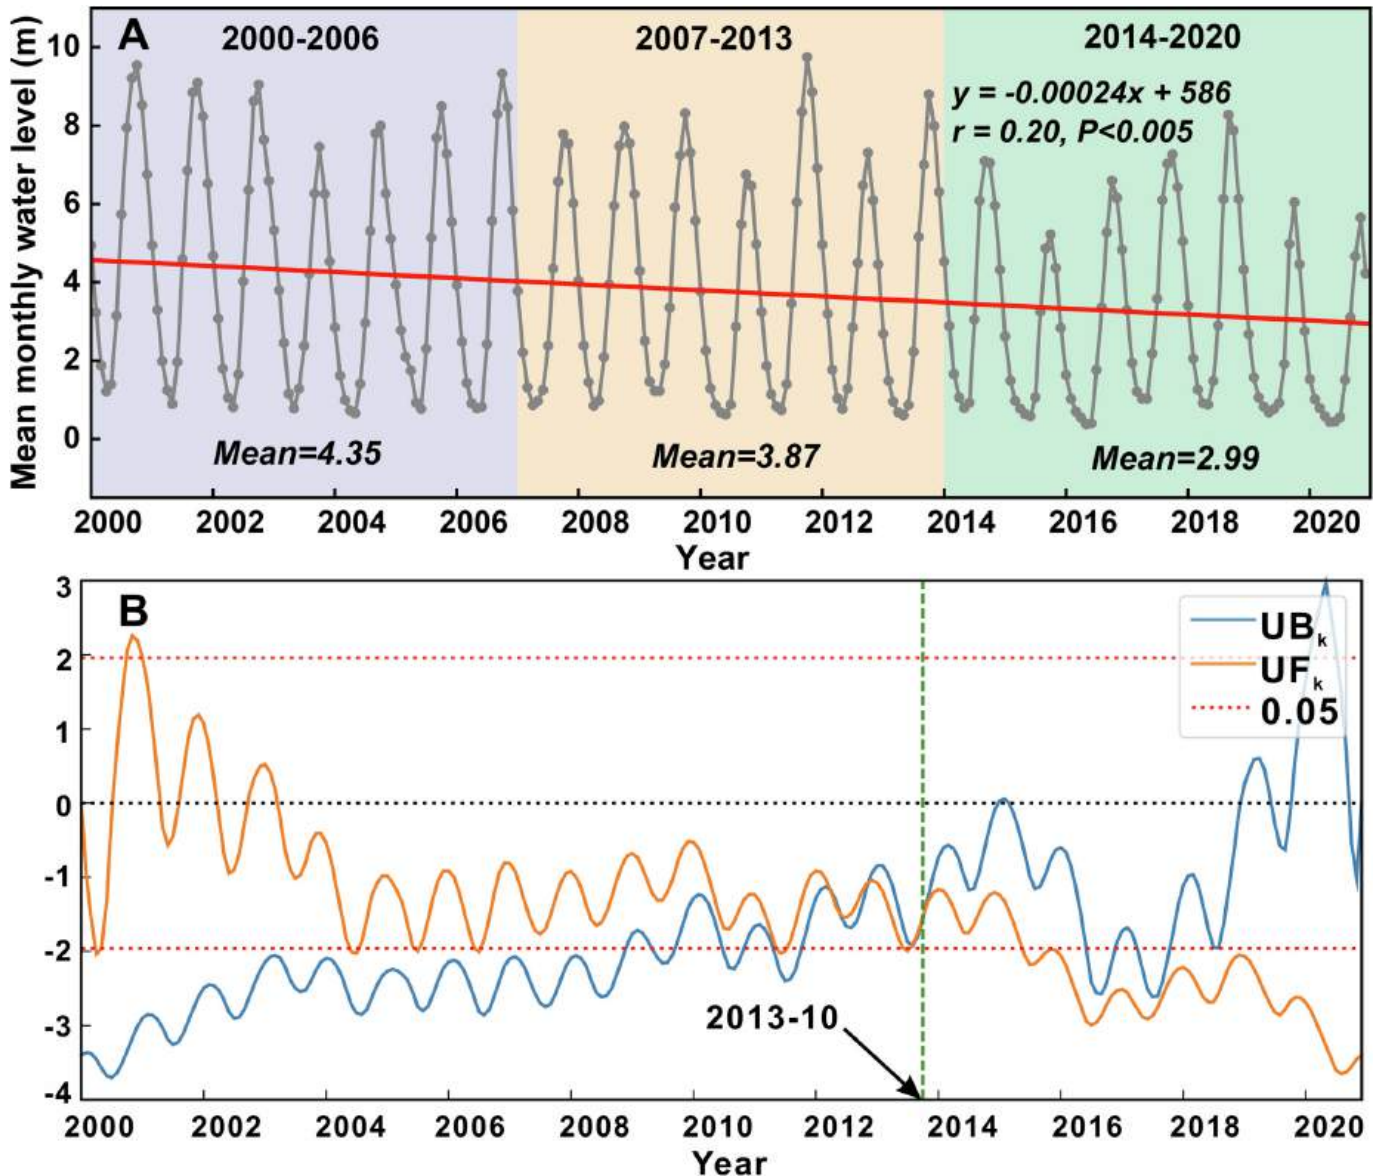 A
2000-2006
2007-2013
2014-2020
y = -0.00024x + 586
r = 0.20, P<0.005
Mean monthly water level (m)
10
8
6
4
2
0
Mean=4.35
Mean=3.87
Mean=2.99
2000 2002 2004 2006 2008 2010 2012 2014 2016 2018 2020
Year
B
3
2
1
0
-1
-2
-3
-4
UBk
UFk
0.05
2013-10
2000 2002 2004 2006 2008 2010 2012 2014 2016 2018 2020
Year